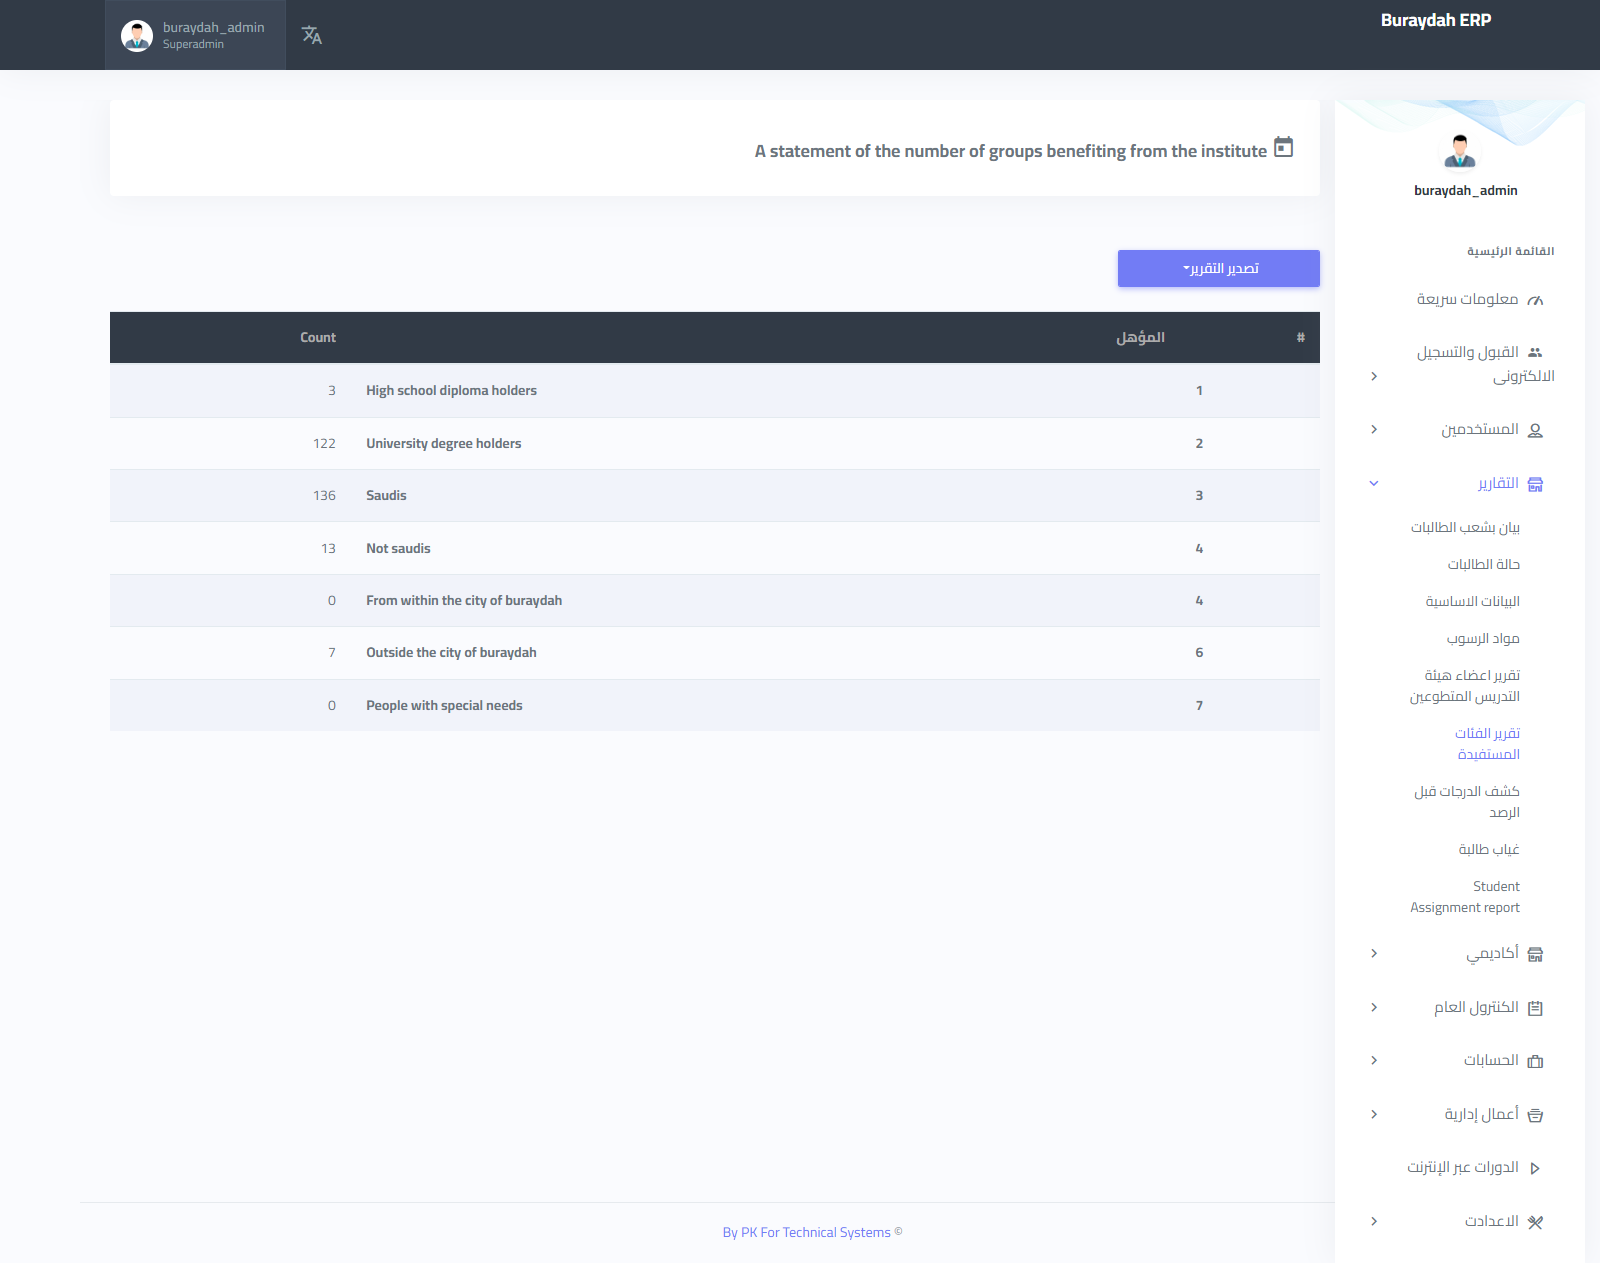 buraydah_admin
Superadmin
Buraydah ERP
A statement of the number of groups benefiting from the institute
تصدير التقرير
# المؤهل Count
1 High school diploma holders 3
2 University degree holders 122
3 Saudis 136
4 Not saudis 13
4 From within the city of buraydah 0
6 Outside the city of buraydah 7
7 People with special needs 0
buraydah_admin
القائمة الرئيسية
معلومات سريعة
القبول والتسجيل
الالكترونى
المستخدمين
التقارير
بيان بشعب الطالبات
حالة الطالبات
البيانات الاساسية
مواد الرسوب
تقرير اعضاء هيئة
التدريس المتطوعين
تقرير الفئات
المستفيدة
كشف الدرجات قبل
الرصد
غياب طالبة
Student
Assignment report
أكاديمي
الكنترول العام
الحسابات
أعمال إدارية
الدورات عبر الإنترنت
الاعدادت
By PK For Technical Systems ©